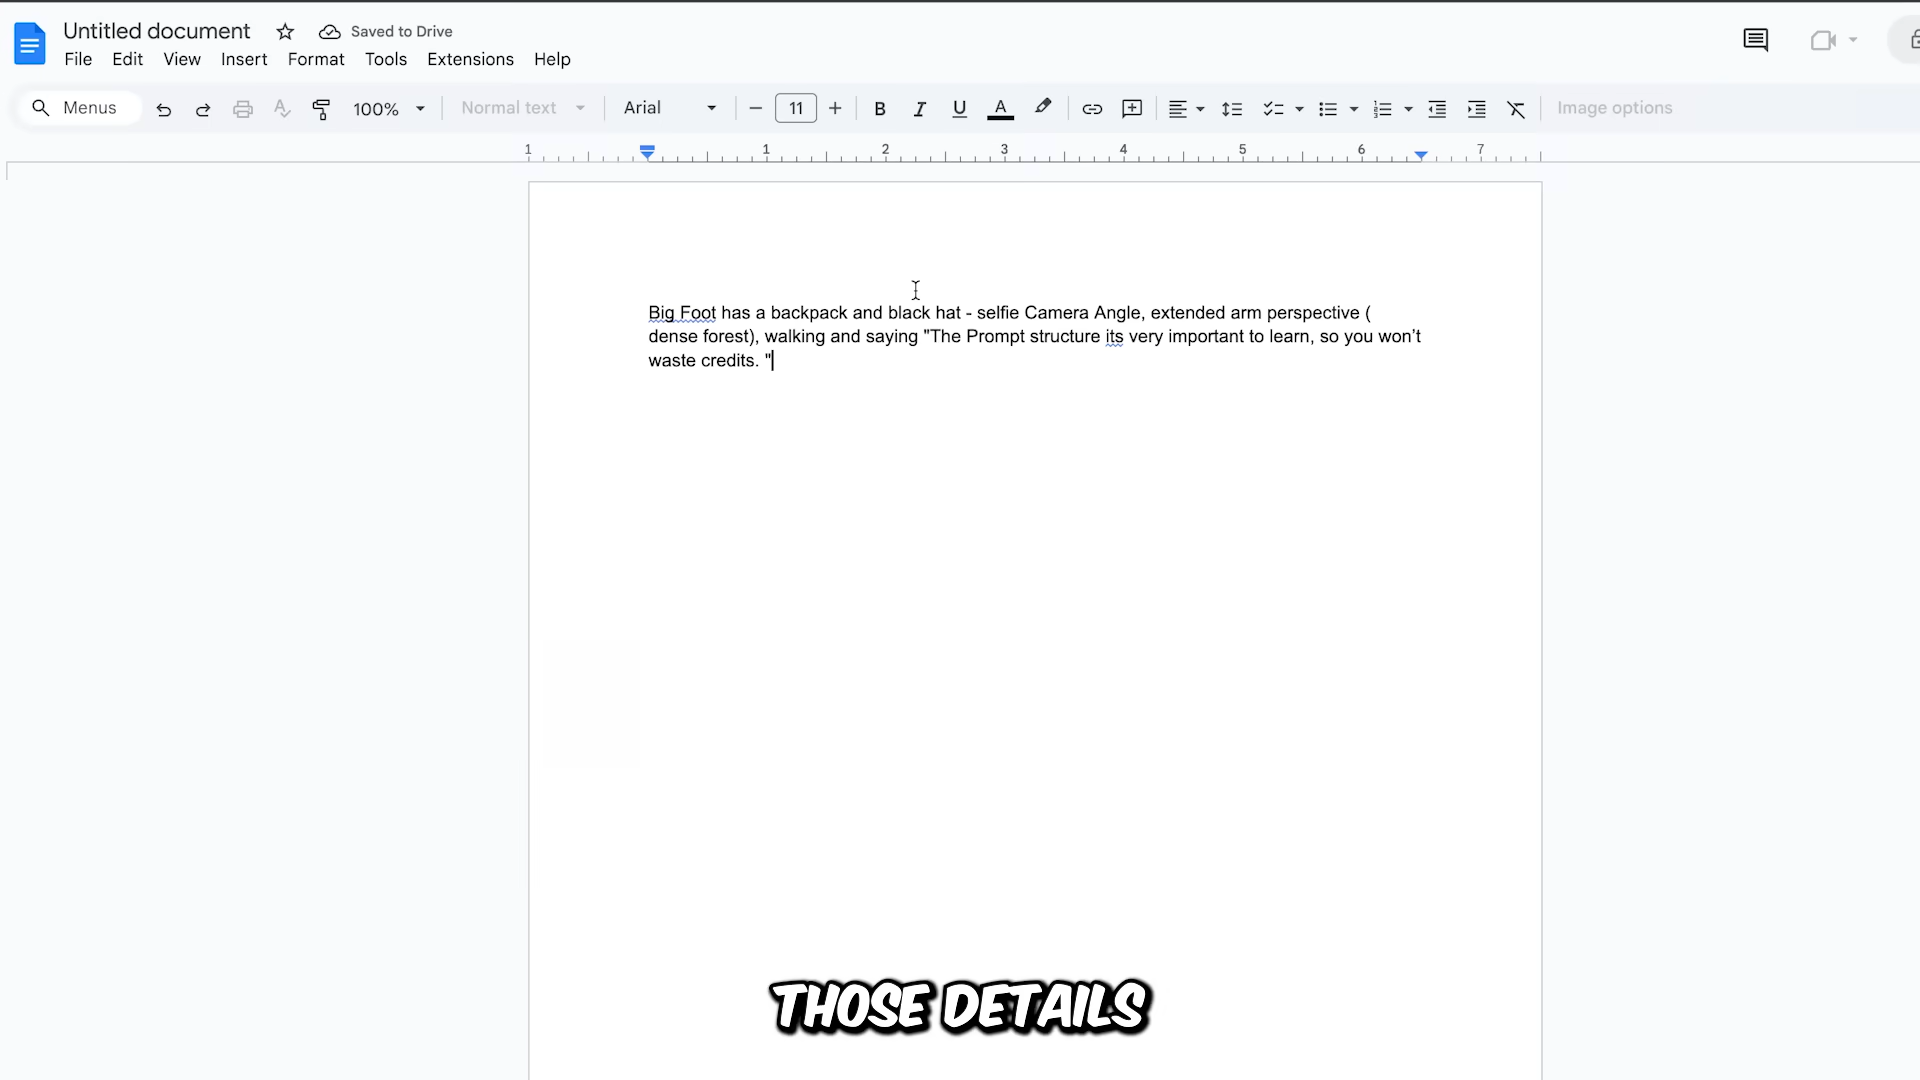 Untitled document Saved to Drive
File Edit View Insert Format Tools Extensions Help
Menus 100% Normal text Arial 11 B I U A Image options
1 1 2 3 4 5 6 7
Big Foot has a backpack and black hat - selfie Camera Angle, extended arm perspective (
dense forest), walking and saying "The Prompt structure its very important to learn, so you won't
waste credits. "
THOSE DETAILS